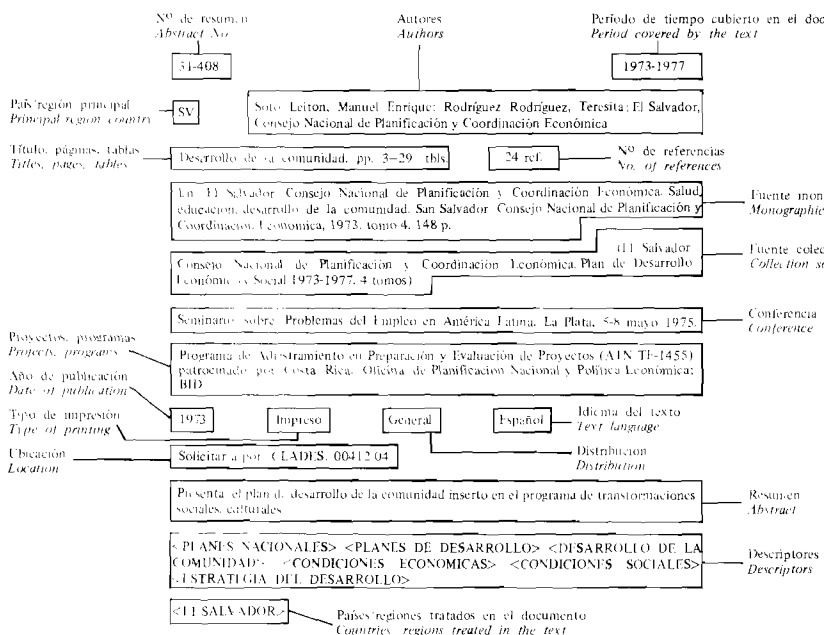 Nº de resumen
Abstract No
Autores
Authors
Período de tiempo cubierto en el doc
Period covered by the text
31-408
1973-1977
País/región principal
Principal region country
SV
Soto Leiton, Manuel Enrique; Rodríguez Rodríguez, Teresita; El Salvador,
Consejo Nacional de Planificación y Coordinación Económica
Título, páginas, tablas
Titles, pages, tables
Desarrollo de la comunidad, pp. 3-29 tbls.
24 ref.
Nº de referencias
No. of references
En: El Salvador. Consejo Nacional de Planificación y Coordinación Económica. Salud,
educación, desarrollo de la comunidad. San Salvador. Consejo Nacional de Planificación y
Coordinación Económica, 1973. tomo 4. 148 p.
Fuente mon
Monographic
(El Salvador
Consejo Nacional de Planificación y Coordinación Económica. Plan de Desarrollo
Económico y Social 1973-1977. 4 tomos)
Fuente colec
Collection so
Seminario sobre Problemas del Empleo en América Latina. La Plata, 5-8 mayo 1975.
Conferencia
Conference
Proyectos, programas
Projects, programs
Programa de Adiestramiento en Preparación y Evaluación de Proyectos (ATN TF-1455)
patrocinado por Costa Rica. Oficina de Planificación Nacional y Política Económica;
BID
Año de publicación
Date of publication
1973
Impreso
General
Español
Idioma del texto
Text language
Tipo de impresión
Type of printing
Ubicación
Location
Solicitar a/por CLADES. 00412.04
Distribución
Distribution
Presenta el plan de desarrollo de la comunidad inserto en el programa de transformaciones
sociales, culturales
Resumen
Abstract
<PLANES NACIONALES> <PLANES DE DESARROLLO> <DESARROLLO DE LA
COMUNIDAD> <CONDICIONES ECONOMICAS> <CONDICIONES SOCIALES>
<ESTRATEGIA DEL DESARROLLO>
Descriptores
Descriptors
<EL SALVADOR>
Países/regiones tratados en el documento
Countries regions treated in the text